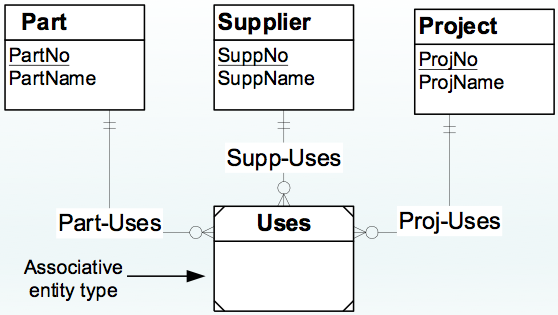 Part
PartNo
PartName
Supplier
SuppNo
SuppName
Project
ProjNo
ProjName
Supp-Uses
Part-Uses
Uses
Proj-Uses
Associative
entity type